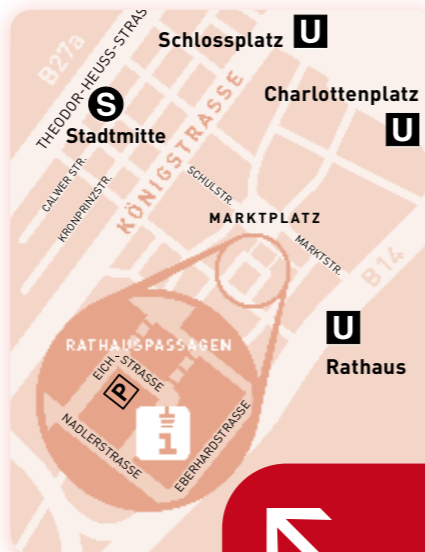 Schlossplatz U
B27a
THEODOR-HEUSS-STRAS
Charlottenplatz
U
S
Stadtmitte
KÖNIGSTRASSE
CALWER STR.
KRONPRINZSTR.
SCHULSTR.
MARKTPLATZ
MARKTSTR.
B14
U
Rathaus
RATHAUSPASSAGEN
EICH-STRASSE
P
i
NADLERSTRASSE
EBERHARDSTRASSE